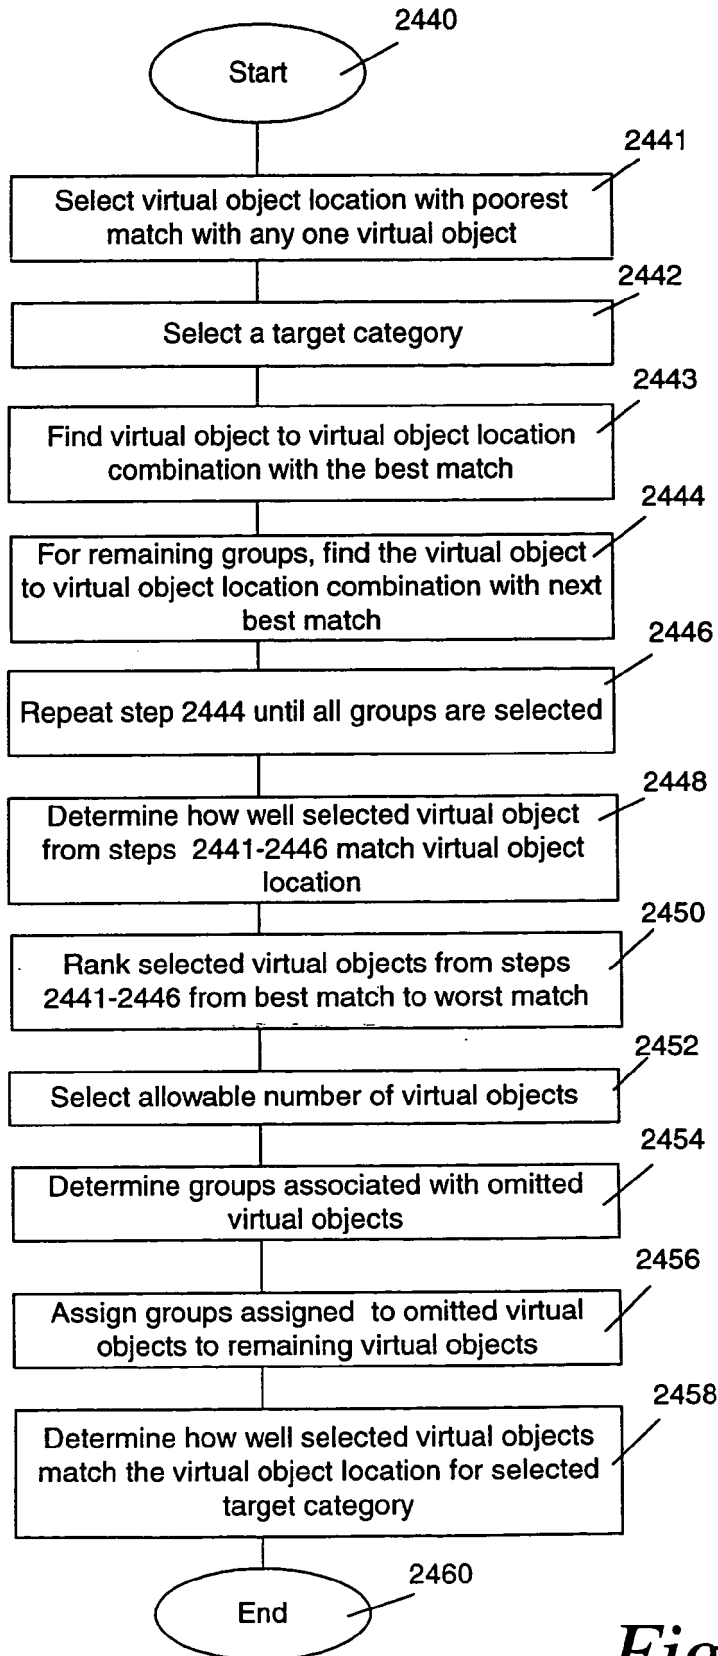 2440
Start
2441
Select virtual object location with poorest
match with any one virtual object
2442
Select a target category
2443
Find virtual object to virtual object location
combination with the best match
2444
For remaining groups, find the virtual object
to virtual object location combination with next
best match
2446
Repeat step 2444 until all groups are selected
2448
Determine how well selected virtual object
from steps 2441-2446 match virtual object
location
2450
Rank selected virtual objects from steps
2441-2446 from best match to worst match
2452
Select allowable number of virtual objects
2454
Determine groups associated with omitted
virtual objects
2456
Assign groups assigned to omitted virtual
objects to remaining virtual objects
2458
Determine how well selected virtual objects
match the virtual object location for selected
target category
2460
End